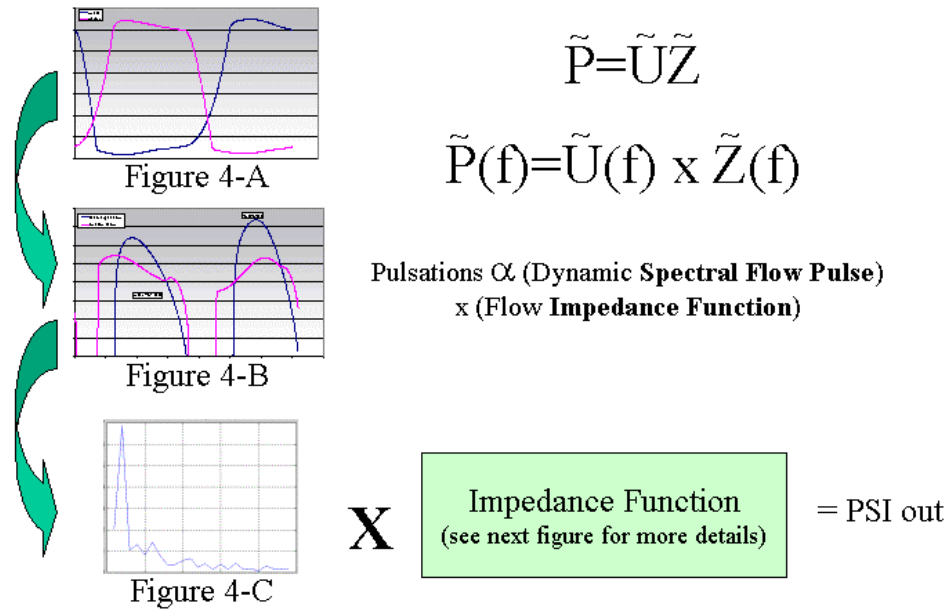 P̃=ŨZ̃
Figure 4-A
P̃(f)=Ũ(f) x Z̃(f)
Pulsations α (Dynamic Spectral Flow Pulse)
x (Flow Impedance Function)
Figure 4-B
X
Impedance Function
(see next figure for more details)
= PSI out
Figure 4-C